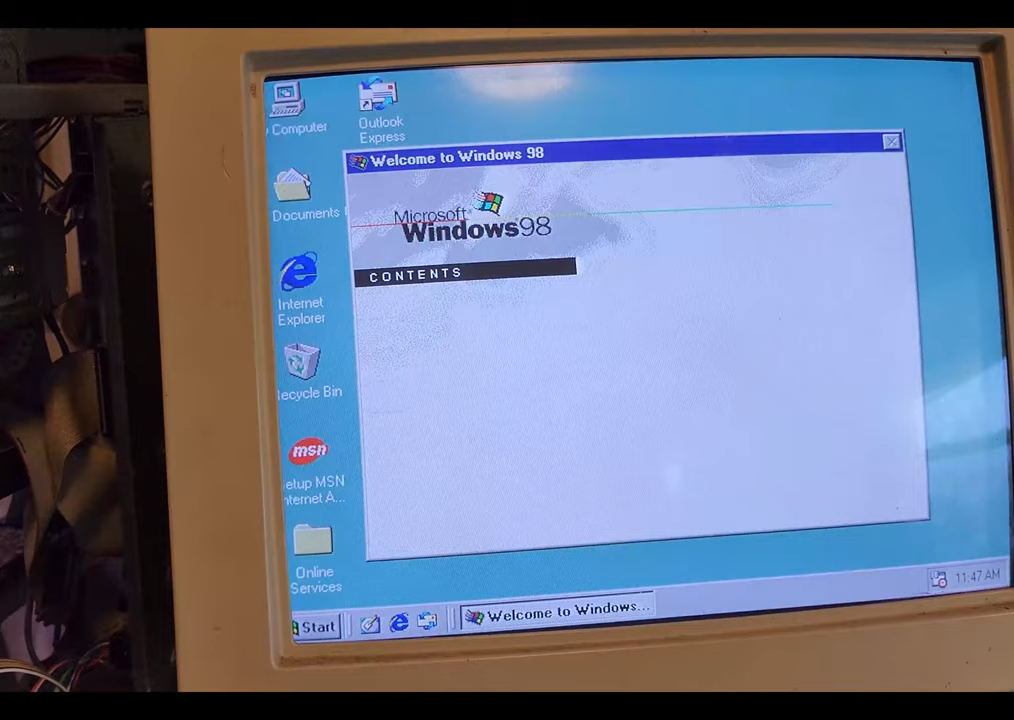 Computer
Outlook
Express
Welcome to Windows 98
Documents
Microsoft
Windows98
CONTENTS
Internet
Explorer
ecycle Bin
msn
etup MSN
nternet A...
Online
Services
Start
Welcome to Windows...
11:47 AM